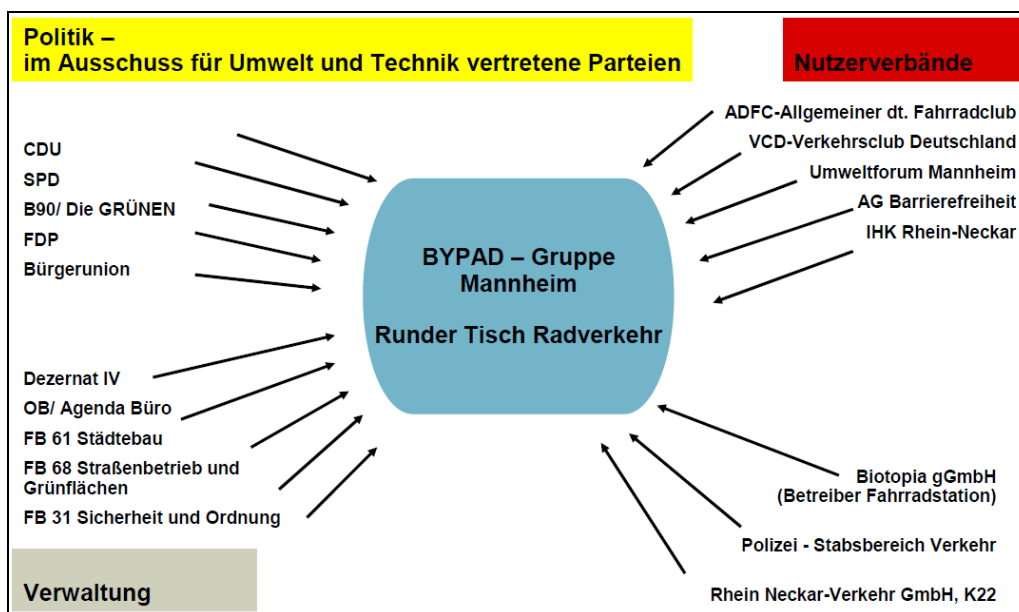 Politik –
im Ausschuss für Umwelt und Technik vertretene Parteien
Nutzerverbände
CDU
SPD
B90/ Die GRÜNEN
FDP
Bürgerunion
ADFC-Allgemeiner dt. Fahrradclub
VCD-Verkehrsclub Deutschland
Umweltforum Mannheim
AG Barrierefreiheit
IHK Rhein-Neckar
BYPAD – Gruppe
Mannheim
Runder Tisch Radverkehr
Dezernat IV
OB/ Agenda Büro
FB 61 Städtebau
FB 68 Straßenbetrieb und
Grünflächen
FB 31 Sicherheit und Ordnung
Verwaltung
Biotopia gGmbH
(Betreiber Fahrradstation)
Polizei - Stabsbereich Verkehr
Rhein Neckar-Verkehr GmbH, K22